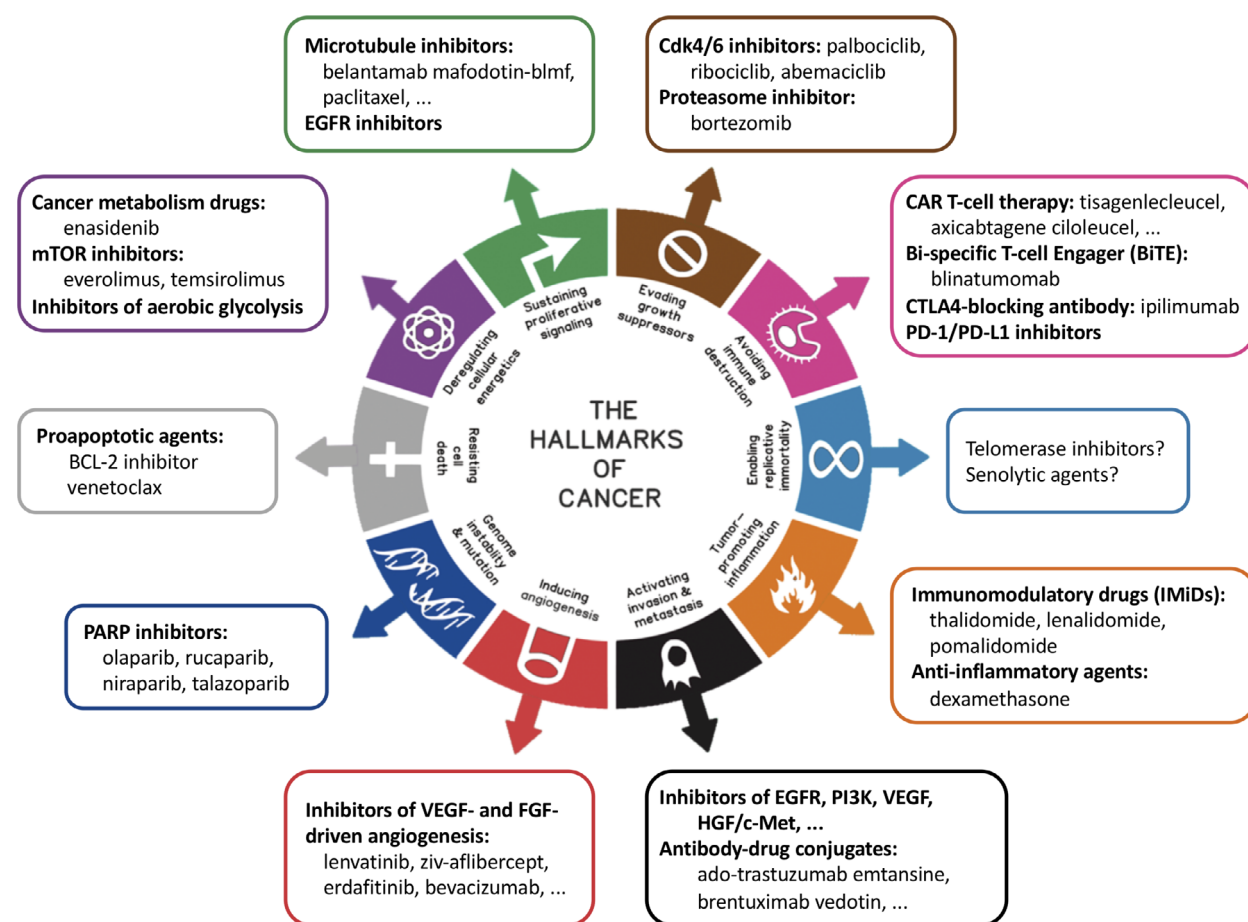 Microtubule inhibitors:
belantamab mafodotin-blmf,
paclitaxel, ...
EGFR inhibitors
Cdk4/6 inhibitors: palbociclib,
ribociclib, abemaciclib
Proteasome inhibitor:
bortezomib
Cancer metabolism drugs:
enasidenib
mTOR inhibitors:
everolimus, temsirolimus
Inhibitors of aerobic glycolysis
CAR T-cell therapy: tisagenlecleucel,
axicabtagene ciloleucel, ...
Bi-specific T-cell Engager (BiTE):
blinatumomab
CTLA4-blocking antibody: ipilimumab
PD-1/PD-L1 inhibitors
Sustaining
proliferative
signaling
Evading
growth
suppressors
Deregulating
cellular
energetics
Avoiding
immune
destruction
THE
HALLMARKS
OF
CANCER
Resisting
cell
death
Enabling
replicative
immortality
Proapoptotic agents:
BCL-2 inhibitor
venetoclax
Telomerase inhibitors?
Senolytic agents?
Genome
instablity
& mutation
Tumor—
promoting
inflammation
Inducing
angiogenesis
Activating
invasion &
metastasis
PARP inhibitors:
olaparib, rucaparib,
niraparib, talazoparib
Immunomodulatory drugs (IMiDs):
thalidomide, lenalidomide,
pomalidomide
Anti-inflammatory agents:
dexamethasone
Inhibitors of VEGF- and FGF-
driven angiogenesis:
lenvatinib, ziv-aflibercept,
erdafitinib, bevacizumab, ...
Inhibitors of EGFR, PI3K, VEGF,
HGF/c-Met, ...
Antibody-drug conjugates:
ado-trastuzumab emtansine,
brentuximab vedotin, ...